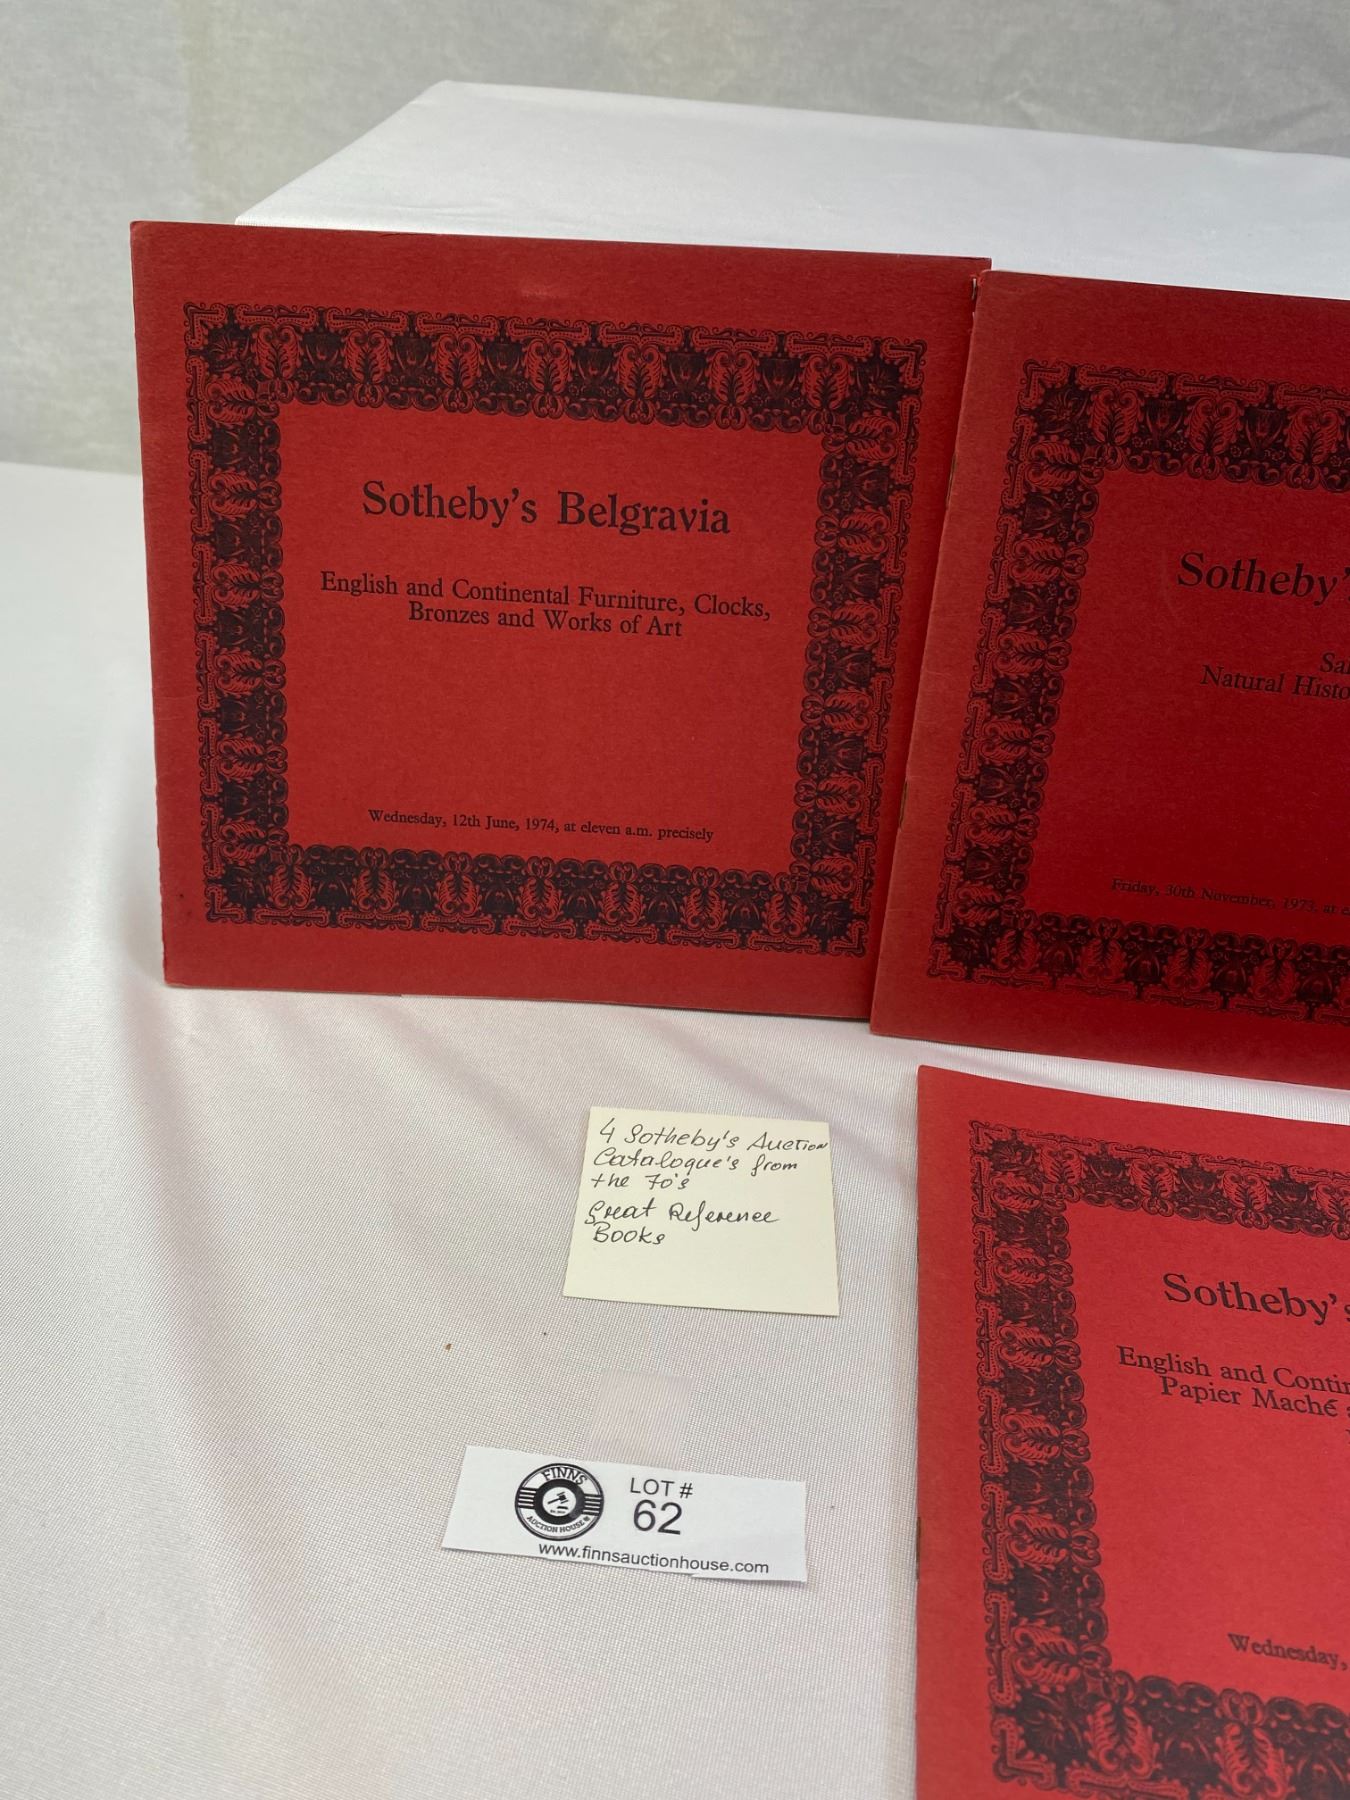 Sotheby's Belgravia
English and Continental Furniture, Clocks,
Bronzes and Works of Art
Wednesday, 12th June, 1974, at eleven a.m. precisely
Sotheby'
Natural Histo
Friday, 30th November, 1973, at e
4 Sotheby's Auction
Catalogue's from
the 70's
Great Reference
Books
Sotheby's
English and Contin
Papier Maché a
Wednesday,
FINNS
AUCTION HOUSE
LOT #
62
www.finnsauctionhouse.com